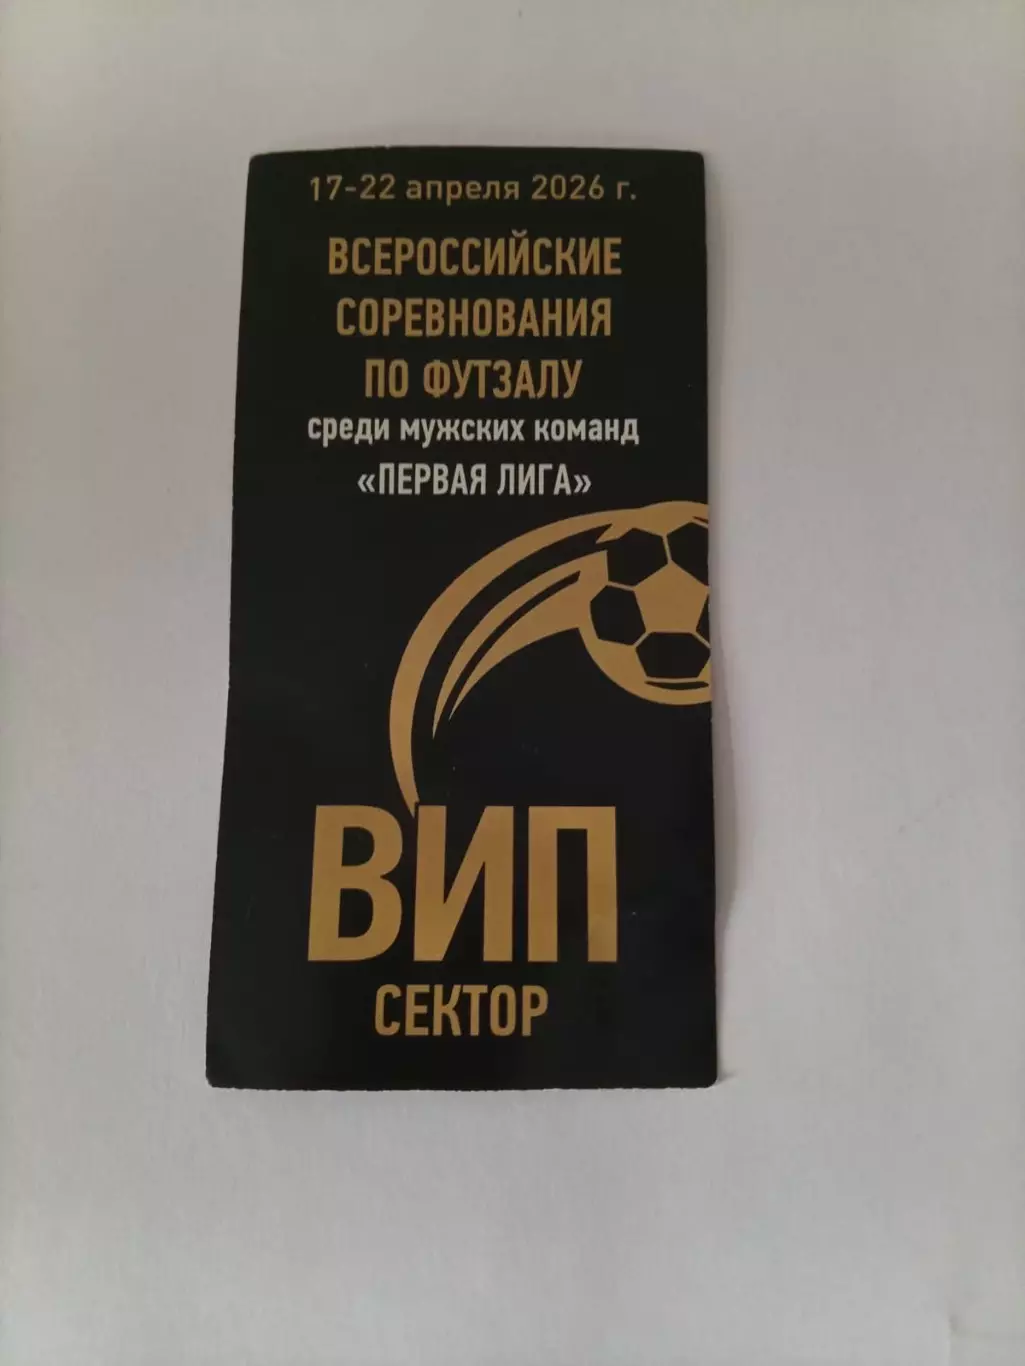 17-22 апреля 2026 г.
ВСЕРОССИЙСКИЕ
СОРЕВНОВАНИЯ
ПО ФУТЗАЛУ
среди мужских команд
«ПЕРВАЯ ЛИГА»
ВИП
СЕКТОР